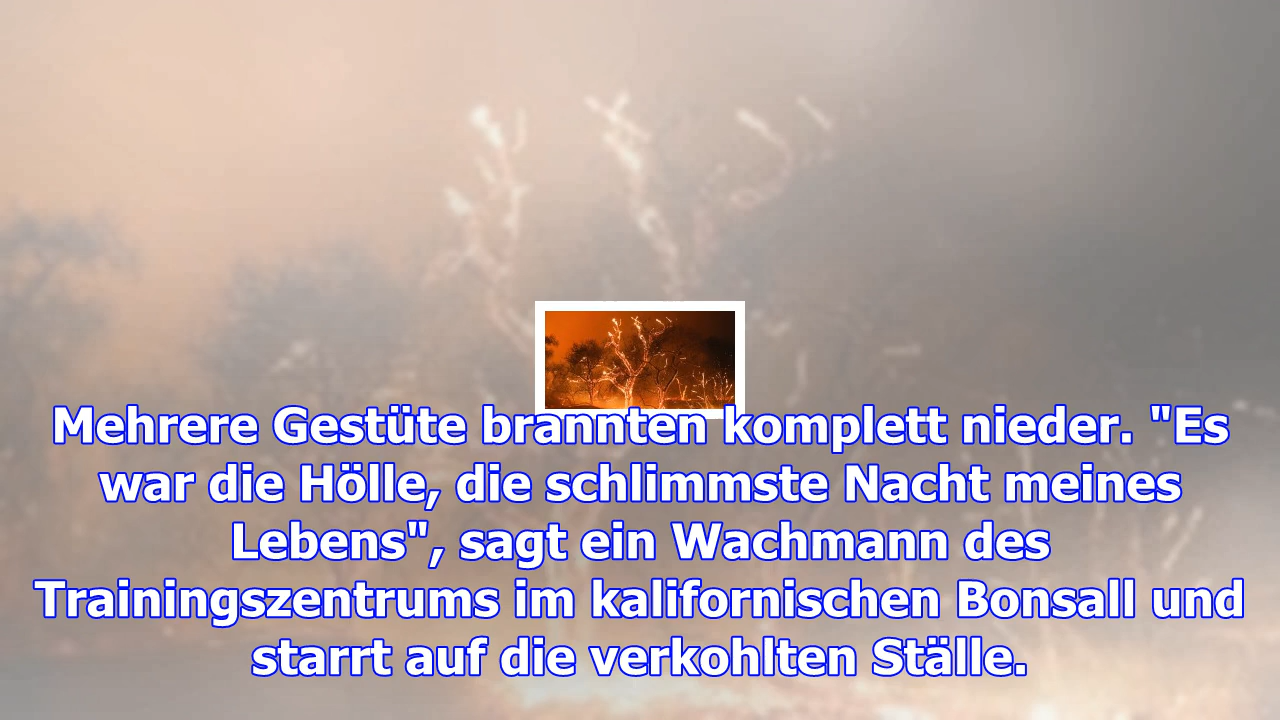 Mehrere Gestüte brannten komplett nieder. "Es
war die Hölle, die schlimmste Nacht meines
Lebens", sagt ein Wachmann des
Trainingszentrums im kalifornischen Bonsall und
starrt auf die verkohlten Ställe.